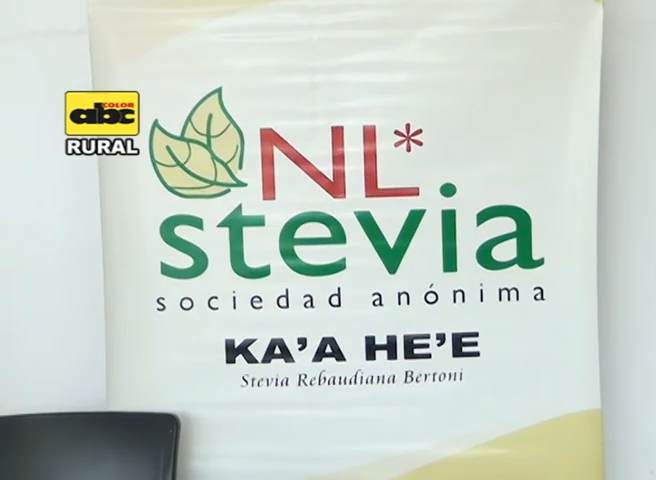 abc COLOR
RURAL
NL*
stevia
sociedad anónima
KA'A HE'E
Stevia Rebaudiana Bertoni